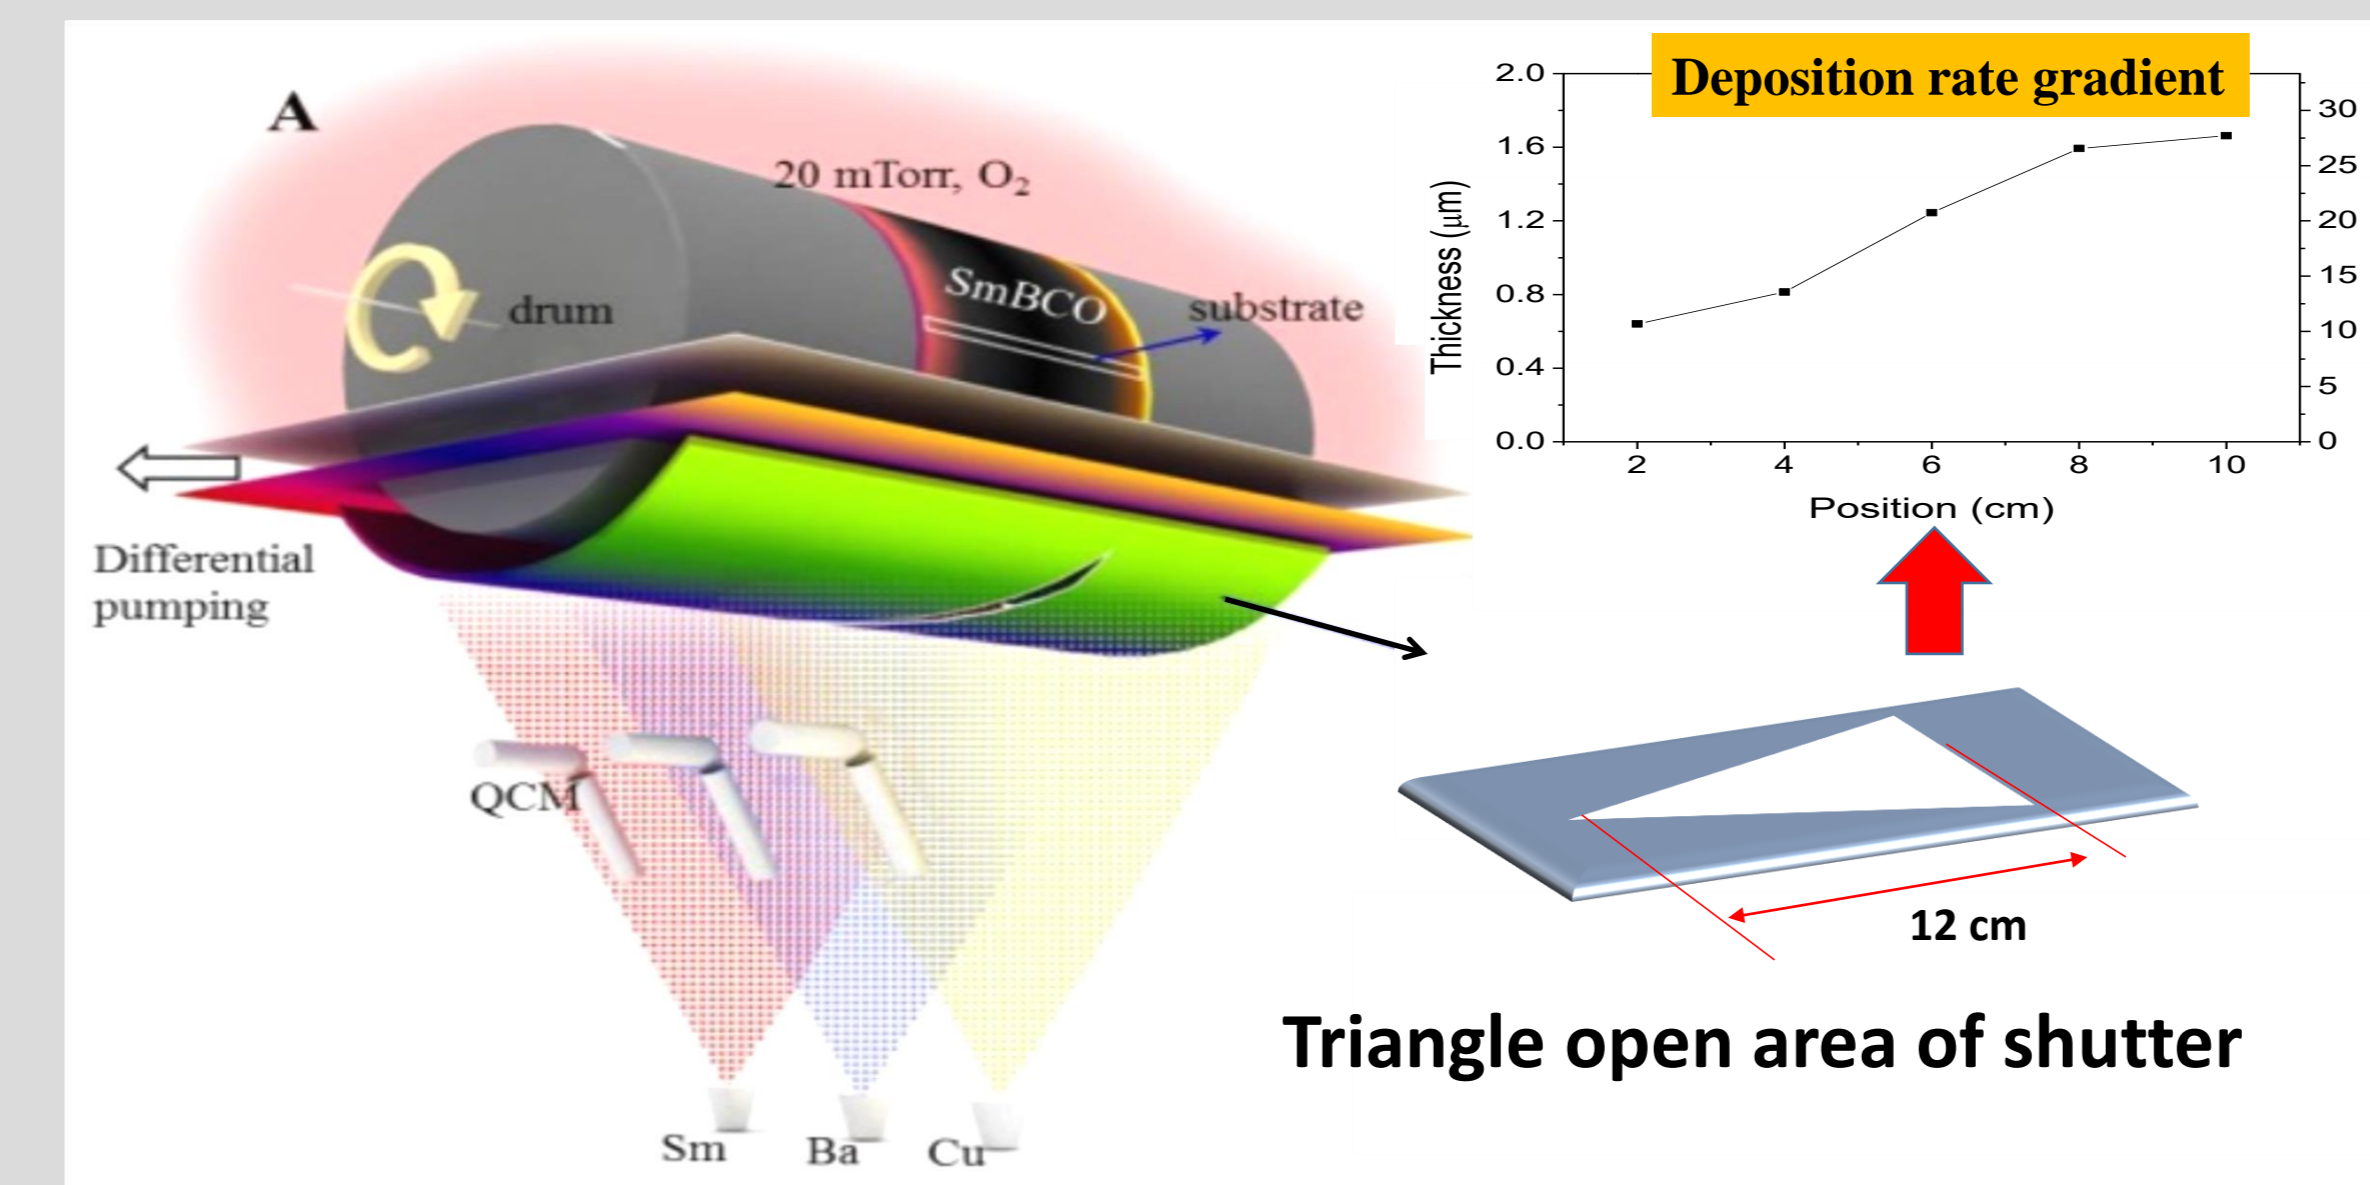 A
20 mTorr, O₂
drum
SmBCO
substrate
Differential
pumping
QCM
Sm
Ba
Cu
Deposition rate gradient
Thickness (μm)
2.0
1.6
1.2
0.8
0.4
0.0
30
25
20
15
10
5
0
2 4 6 8 10
Position (cm)
12 cm
Triangle open area of shutter